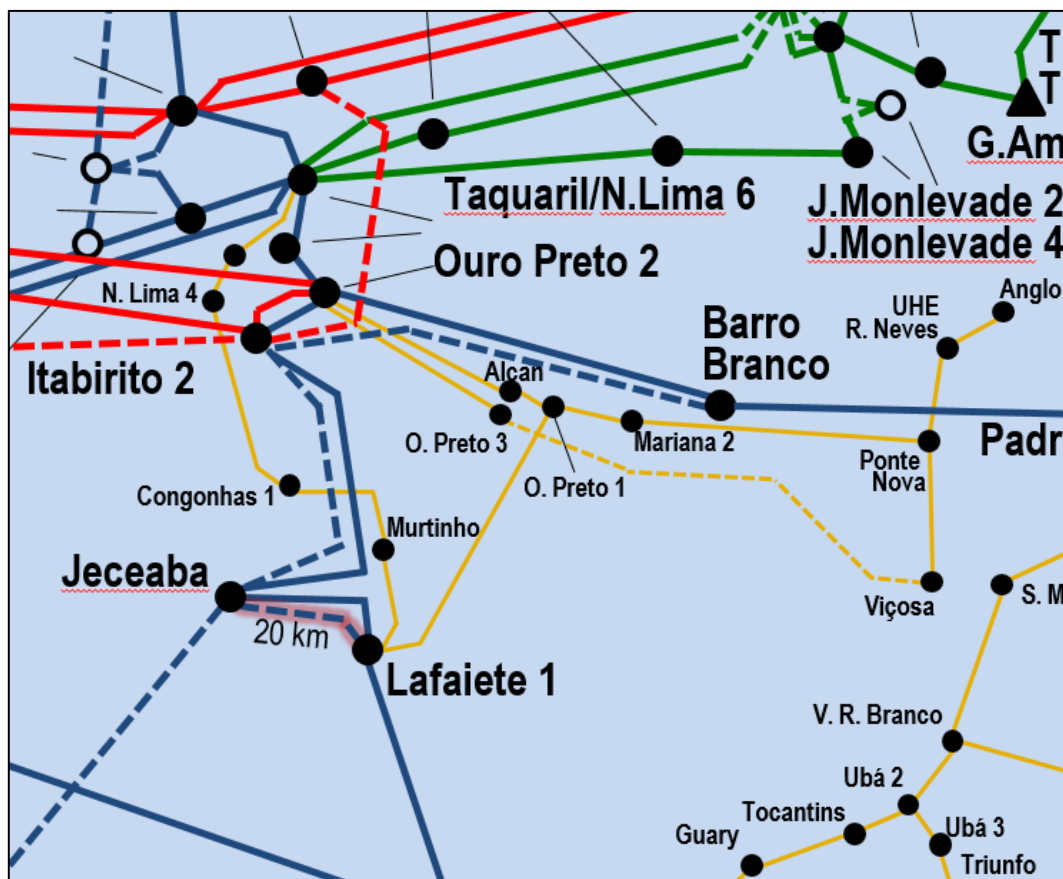 T
T
G.Am
Taquaril/N.Lima 6
J.Monlevade 2
J.Monlevade 4
Ouro Preto 2
N. Lima 4
Anglo
UHE
R. Neves
Barro
Branco
Itabirito 2
Alcan
O. Preto 3
Mariana 2
Padr
O. Preto 1
Ponte
Nova
Congonhas 1
Murtinho
Jeceaba
Viçosa
S. M
20 km
Lafaiete 1
V. R. Branco
Ubá 2
Tocantins
Guary
Ubá 3
Triunfo